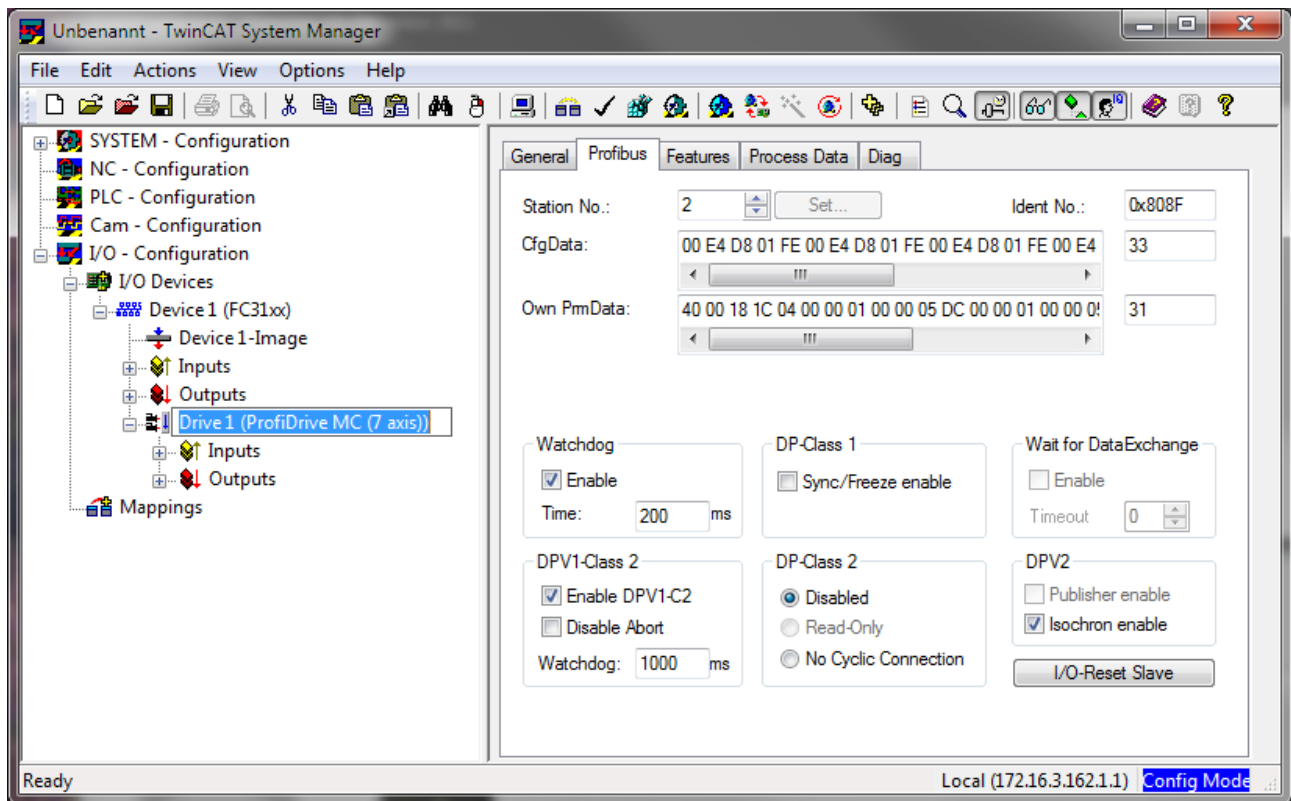 Unbenannt - TwinCAT System Manager
File Edit Actions View Options Help
SYSTEM - Configuration
NC - Configuration
PLC - Configuration
Cam - Configuration
I/O - Configuration
I/O Devices
Device 1 (FC31xx)
Device 1-Image
Inputs
Outputs
Drive 1 (ProfiDrive MC (7 axis))
Inputs
Outputs
Mappings
General Profibus Features Process Data Diag
Station No.: 2 Set... Ident No.: 0x808F
CfgData: 00 E4 D8 01 FE 00 E4 D8 01 FE 00 E4 D8 01 FE 00 E4 33
Own PrmData: 40 00 18 1C 04 00 00 01 00 00 05 DC 00 00 01 00 00 31
Watchdog
Enable
Time: 200 ms
DP-Class 1
Sync/Freeze enable
Wait for DataExchange
Enable
Timeout 0
DPV1-Class 2
Enable DPV1-C2
Disable Abort
Watchdog: 1000 ms
DP-Class 2
Disabled
Read-Only
No Cyclic Connection
DPV2
Publisher enable
Isochron enable
I/O-Reset Slave
Ready Local (172.16.3.162.1.1) Config Mode